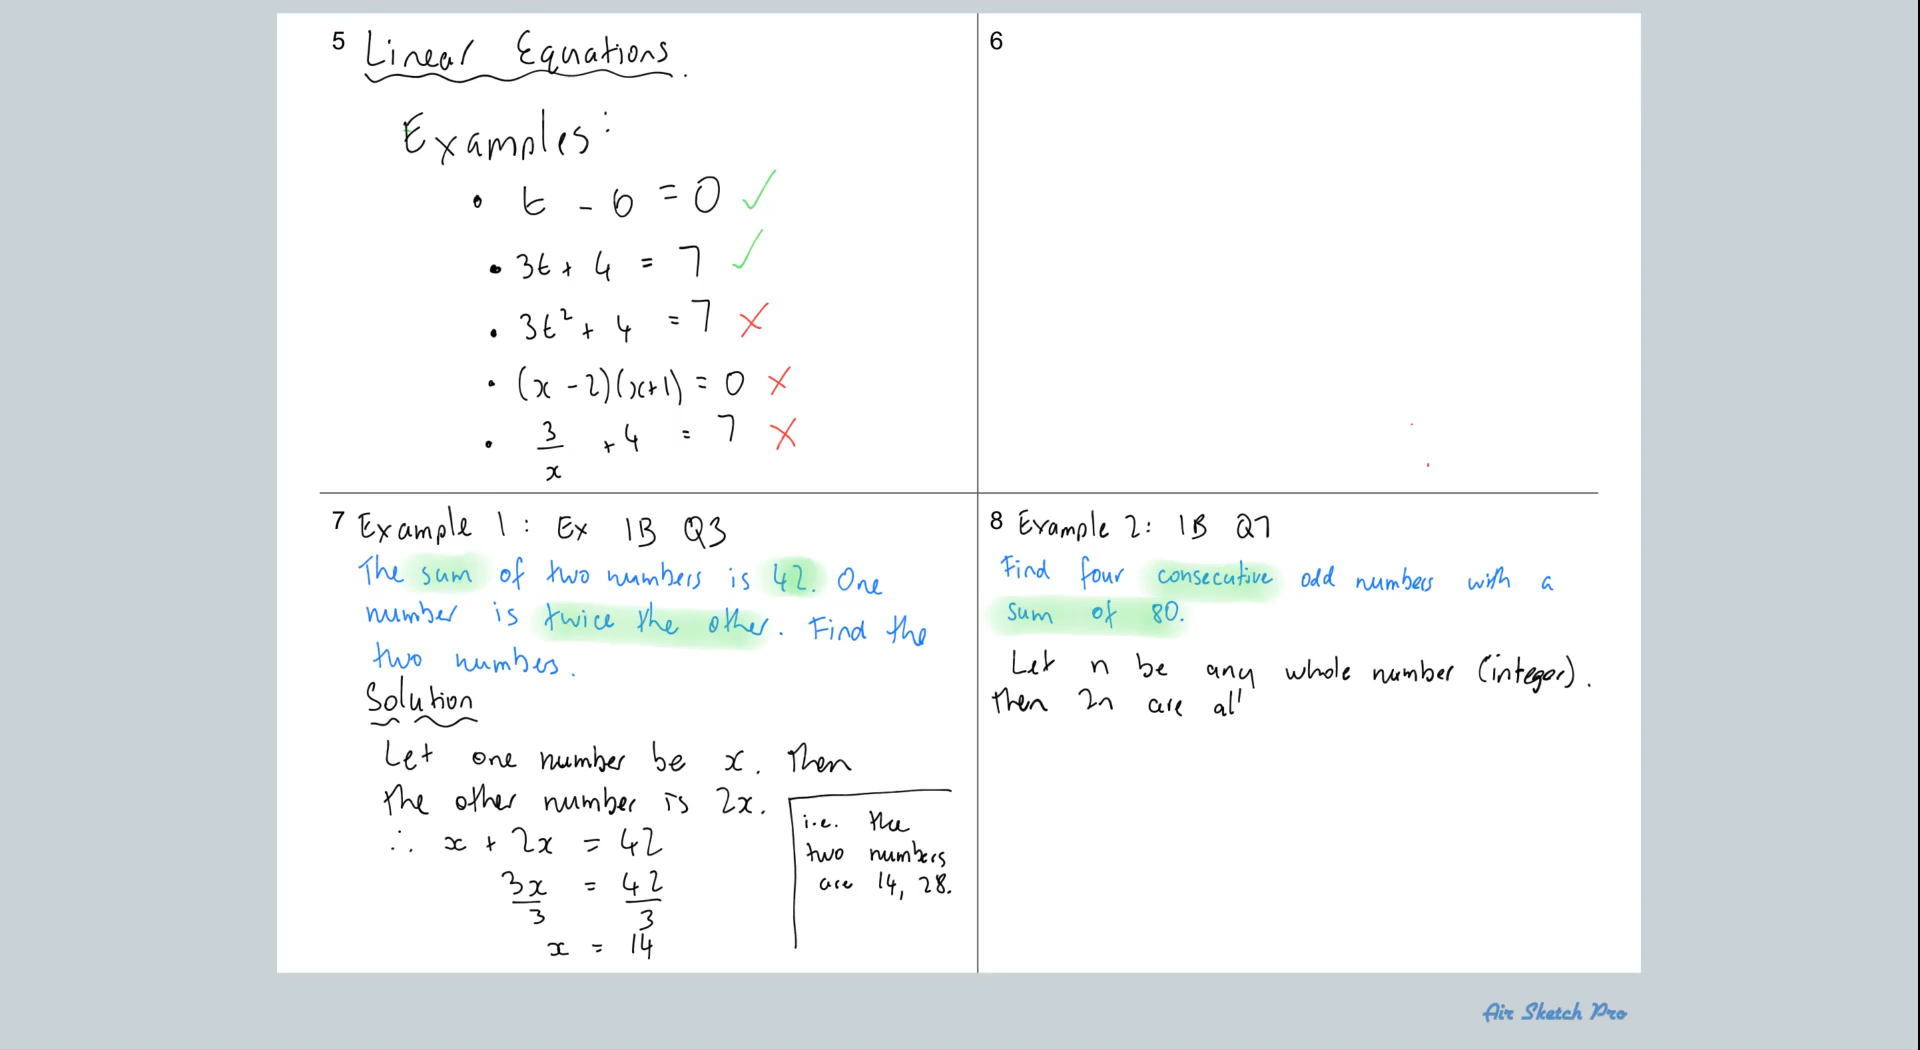 5 Linear Equations.
Examples:
• t - 6 = 0 ✓
• 3t + 4 = 7 ✓
• 3t² + 4 = 7 ✗
• (x - 2)(x+1) = 0 ✗
• 3/x + 4 = 7 ✗
6
7 Example 1: Ex 1B Q3
The sum of two numbers is 42. One
number is twice the other. Find the
two numbers.
Solution
Let one number be x. Then
the other number is 2x.
∴ x + 2x = 42
3x/3 = 42/3
x = 14
i.e. the
two numbers
are 14, 28.
8 Example 2: 1B Q7
Find four consecutive odd numbers with a
sum of 80.
Let n be any whole number (integer).
then 2n are al'
Air Sketch Pro